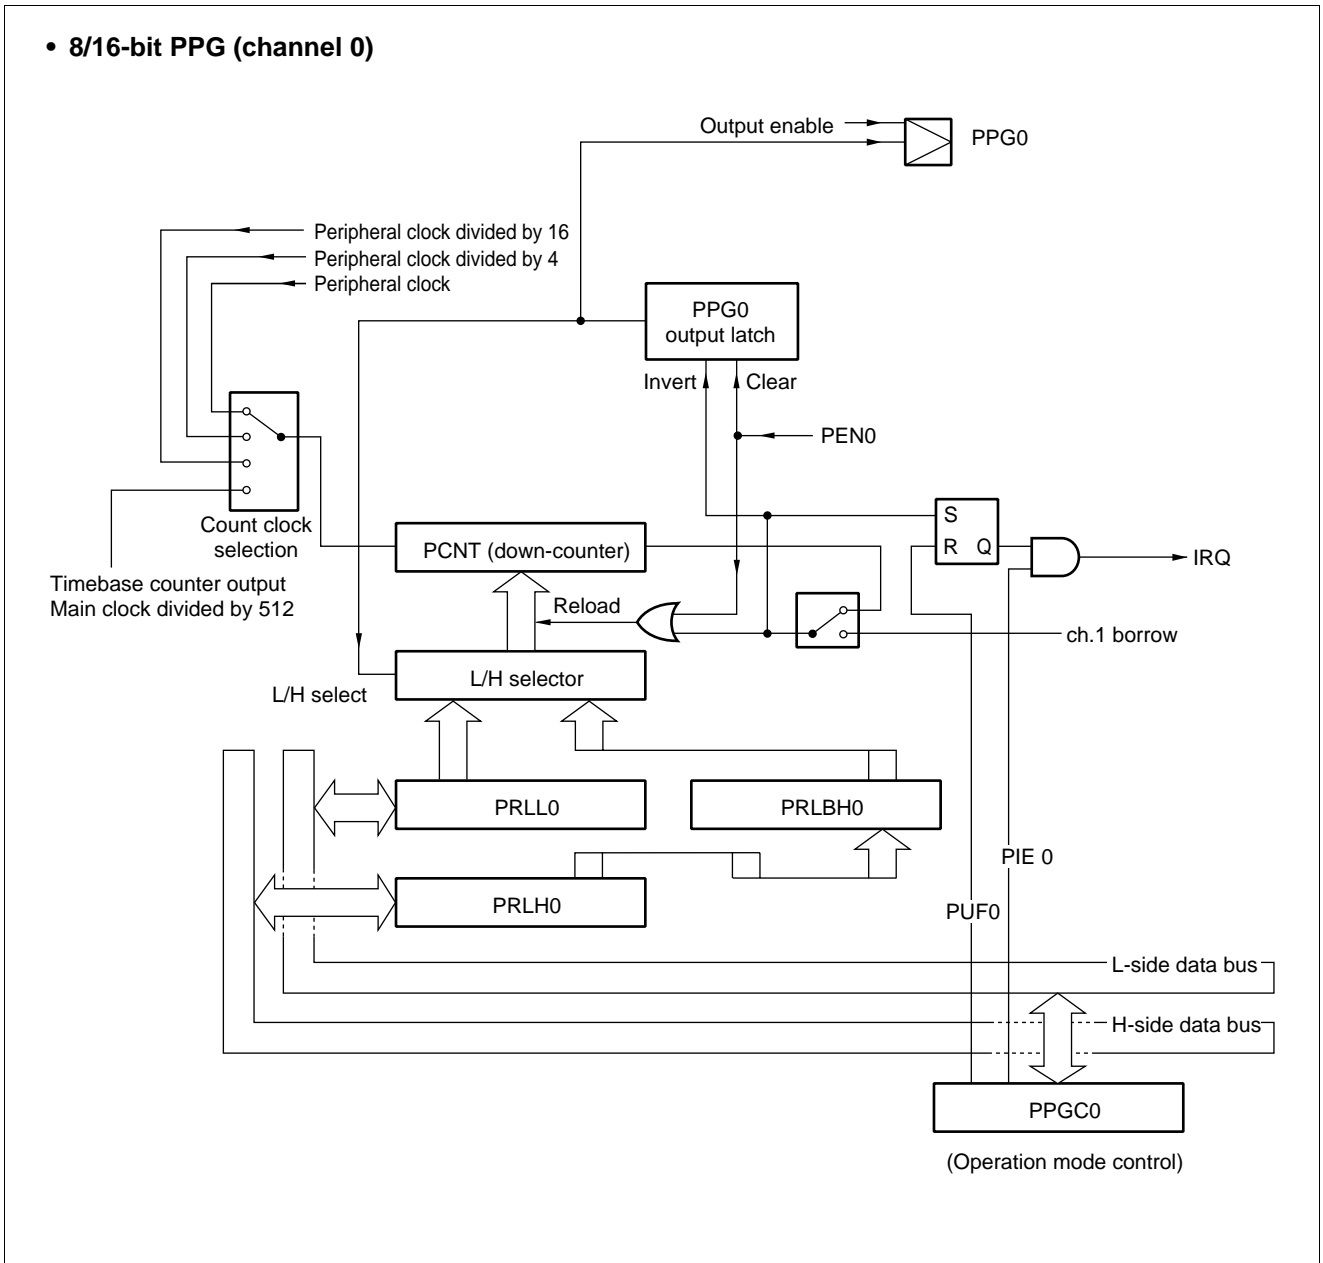 • 8/16-bit PPG (channel 0)
Output enable
PPG0
Peripheral clock divided by 16
Peripheral clock divided by 4
Peripheral clock
PPG0
output latch
Invert
Clear
PEN0
Count clock
selection
PCNT (down-counter)
S
R
Q
IRQ
Timebase counter output
Main clock divided by 512
Reload
ch.1 borrow
L/H selector
L/H select
PRLL0
PRLBH0
PIE 0
PRLH0
PUF0
L-side data bus
H-side data bus
PPGC0
(Operation mode control)